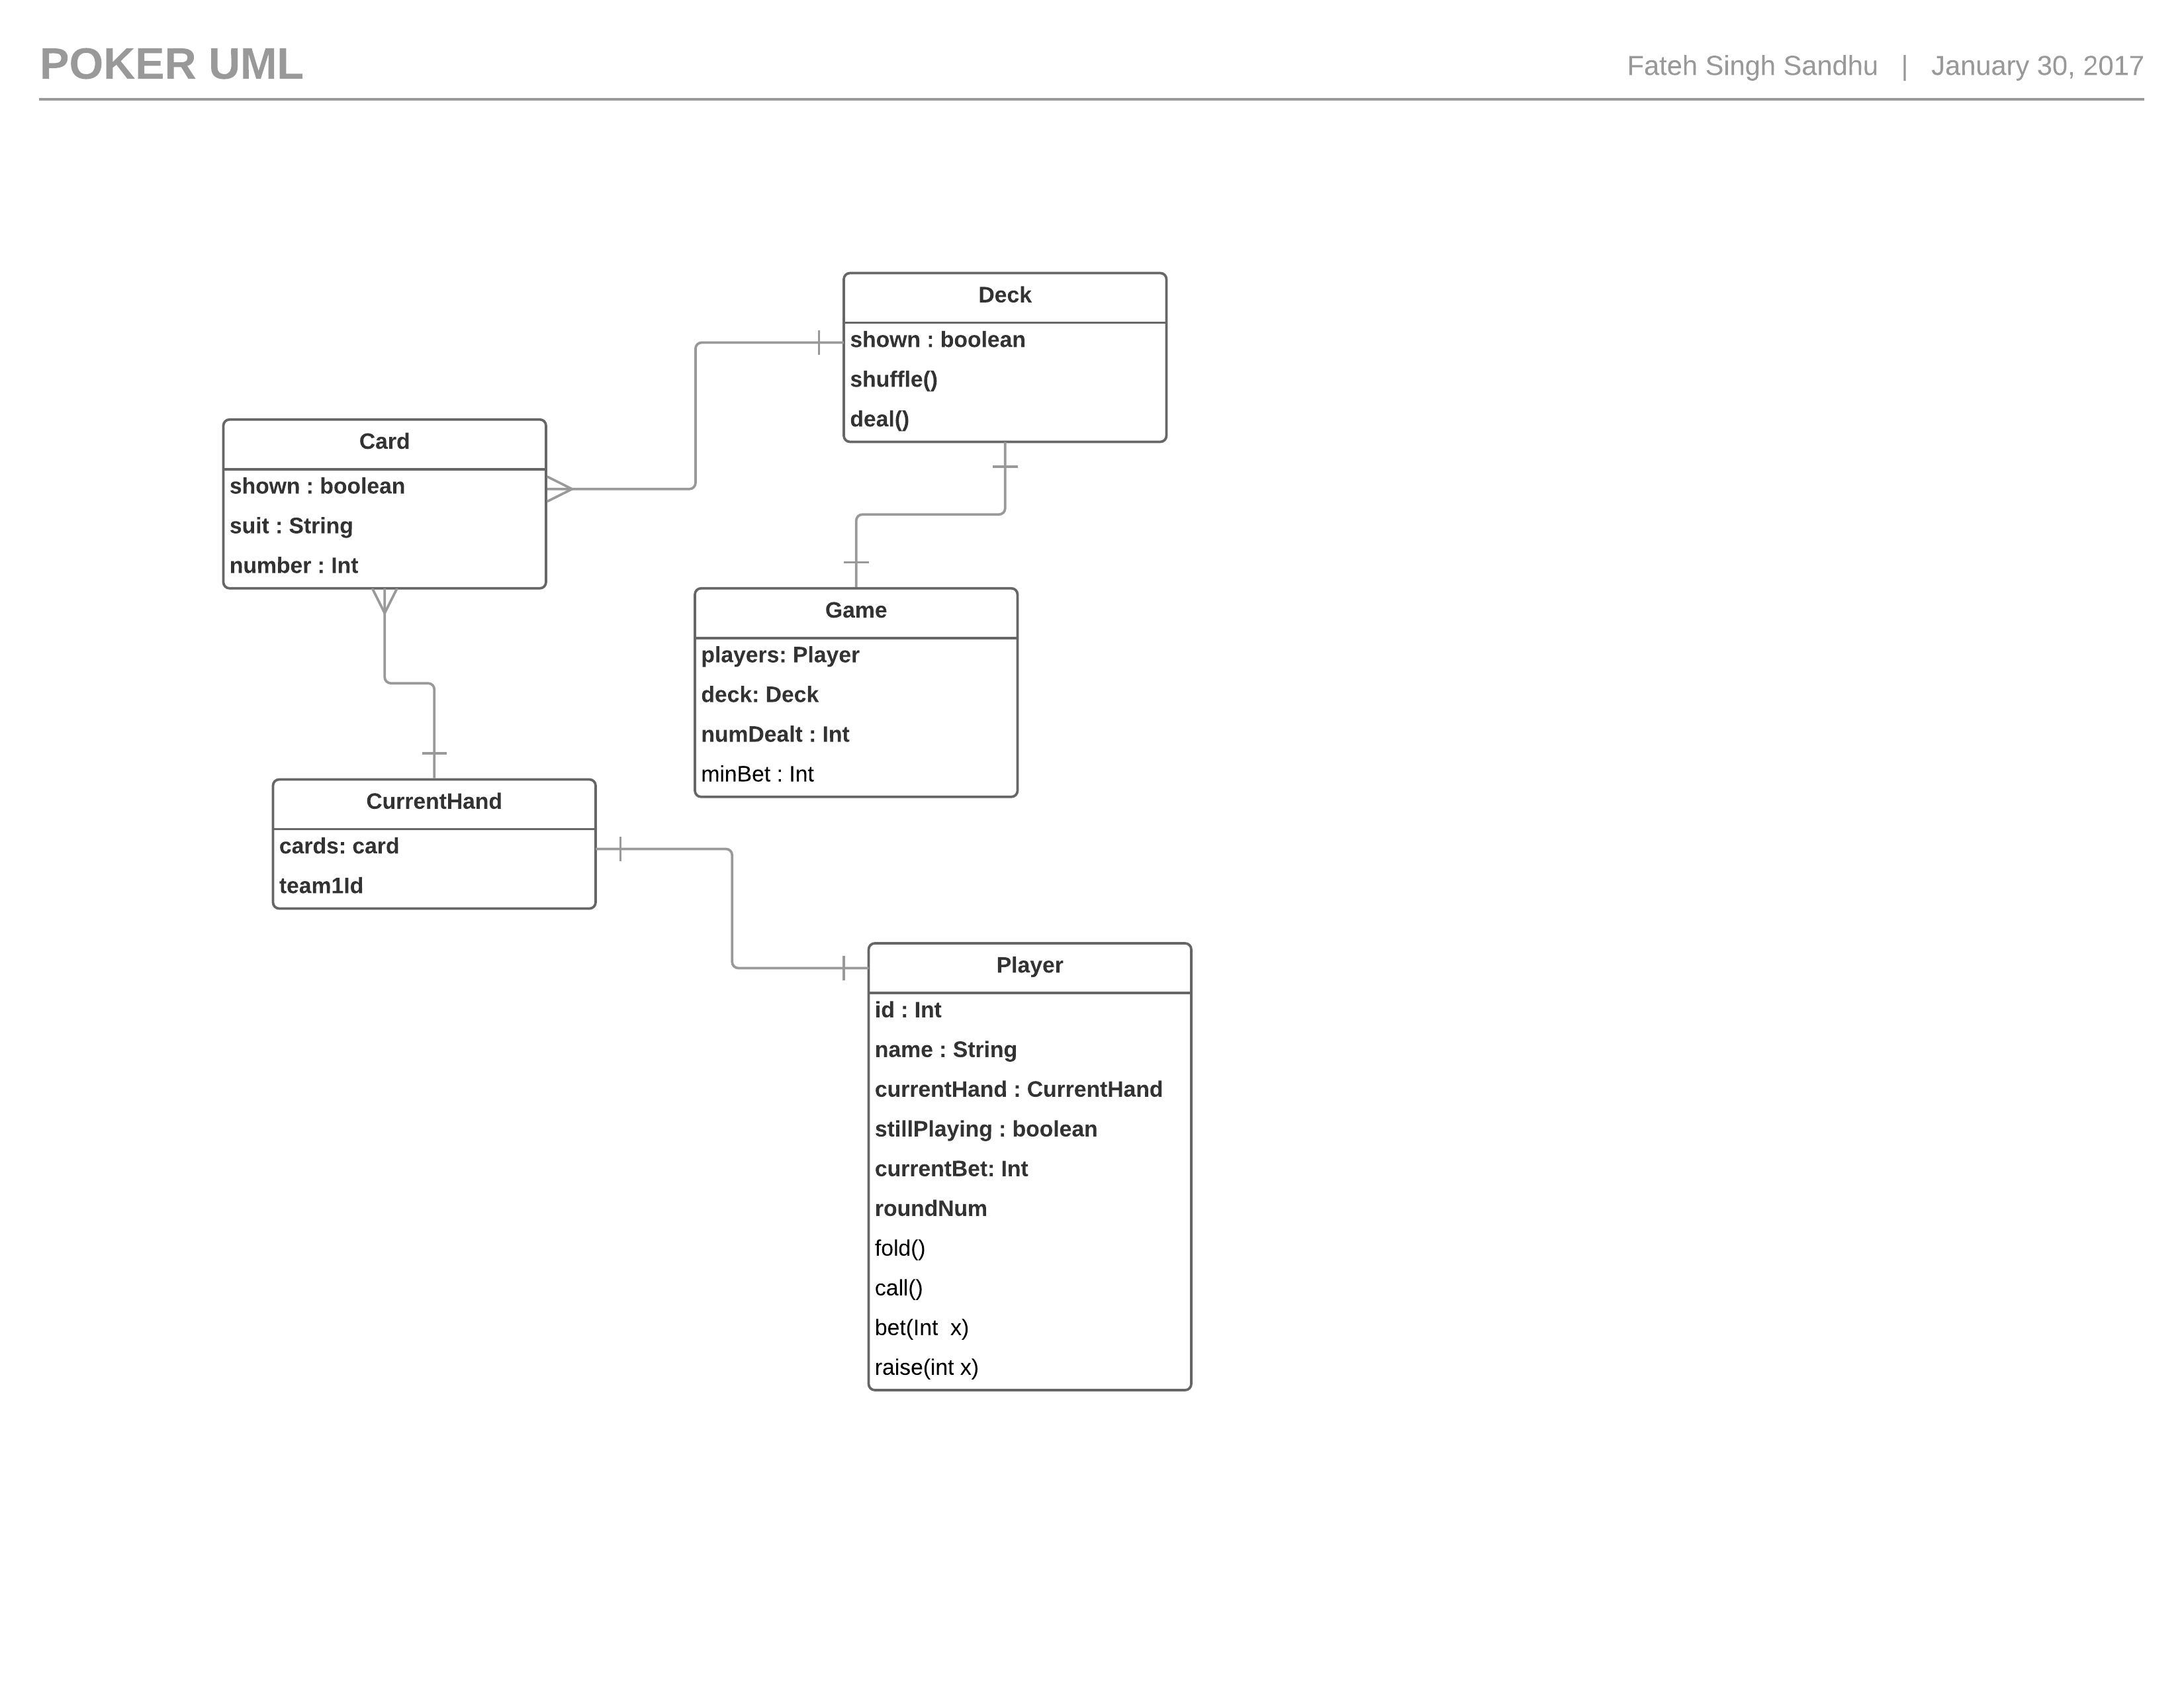 POKER UML
Fateh Singh Sandhu | January 30, 2017
Deck
shown : boolean
shuffle()
deal()
Card
shown : boolean
suit : String
number : Int
Game
players: Player
deck: Deck
numDealt : Int
minBet : Int
CurrentHand
cards: card
team1Id
Player
id : Int
name : String
currentHand : CurrentHand
stillPlaying : boolean
currentBet: Int
roundNum
fold()
call()
bet(Int  x)
raise(int x)